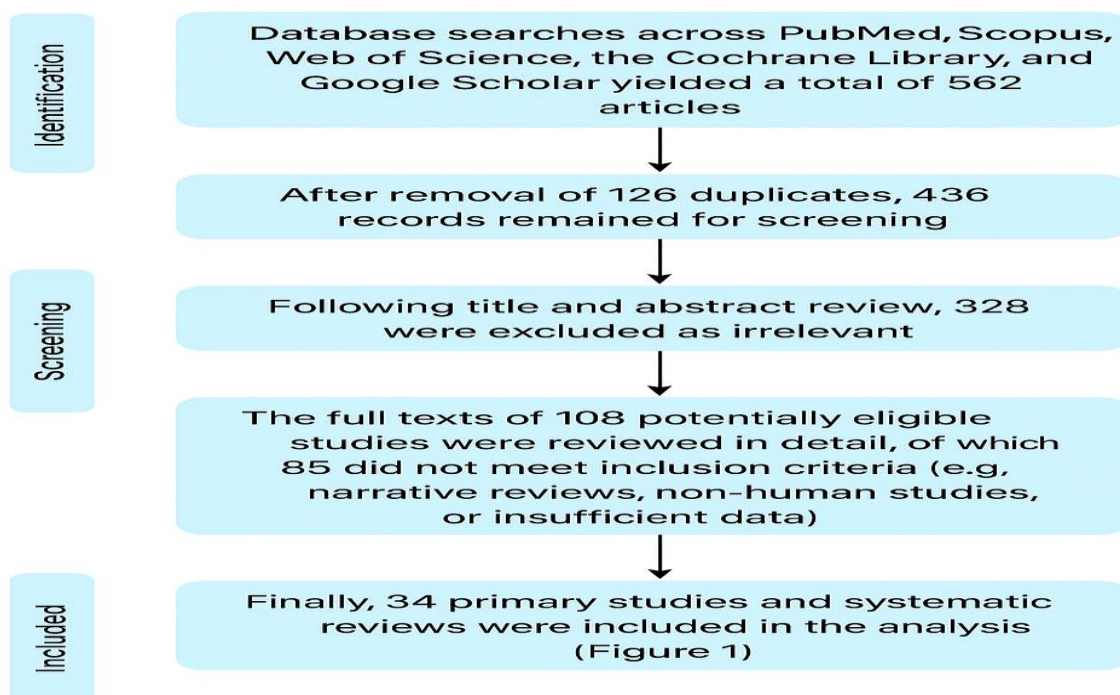 Identification
Database searches across PubMed, Scopus,
Web of Science, the Cochrane Library, and
Google Scholar yielded a total of 562
articles
After removal of 126 duplicates, 436
records remained for screening
Screening
Following title and abstract review, 328
were excluded as irrelevant
The full texts of 108 potentially eligible
studies were reviewed in detail, of which
85 did not meet inclusion criteria (e.g,
narrative reviews, non-human studies,
or insufficient data)
Included
Finally, 34 primary studies and systematic
reviews were included in the analysis
(Figure 1)